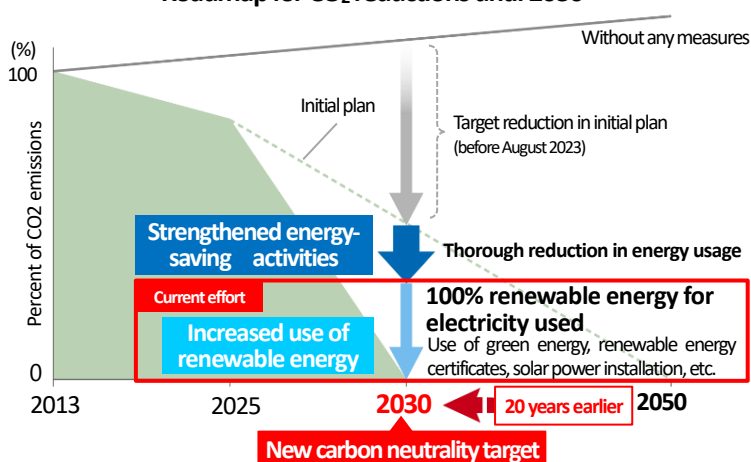 (%)
100
Without any measures
Initial plan
Target reduction in initial plan
(before August 2023)
Percent of CO2 emissions
Strengthened energy-
saving activities
Thorough reduction in energy usage
Current effort
100% renewable energy for
electricity used
Increased use of
renewable energy
Use of green energy, renewable energy
certificates, solar power installation, etc.
0
2013
2025
2030
20 years earlier
2050
New carbon neutrality target